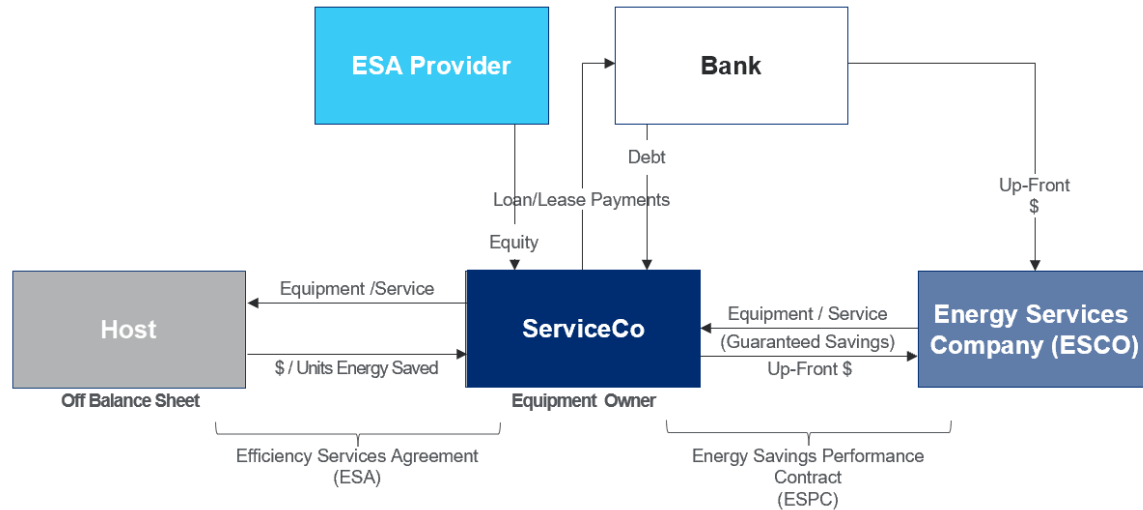 ESA Provider
Bank
Debt
Up-Front
$
Loan/Lease Payments
Equity
Equipment /Service
Host
$ / Units Energy Saved
ServiceCo
Equipment / Service
(Guaranteed Savings)
Up-Front $
Energy Services
Company (ESCO)
Off Balance Sheet
Equipment Owner
Efficiency Services Agreement
(ESA)
Energy Savings Performance
Contract
(ESPC)